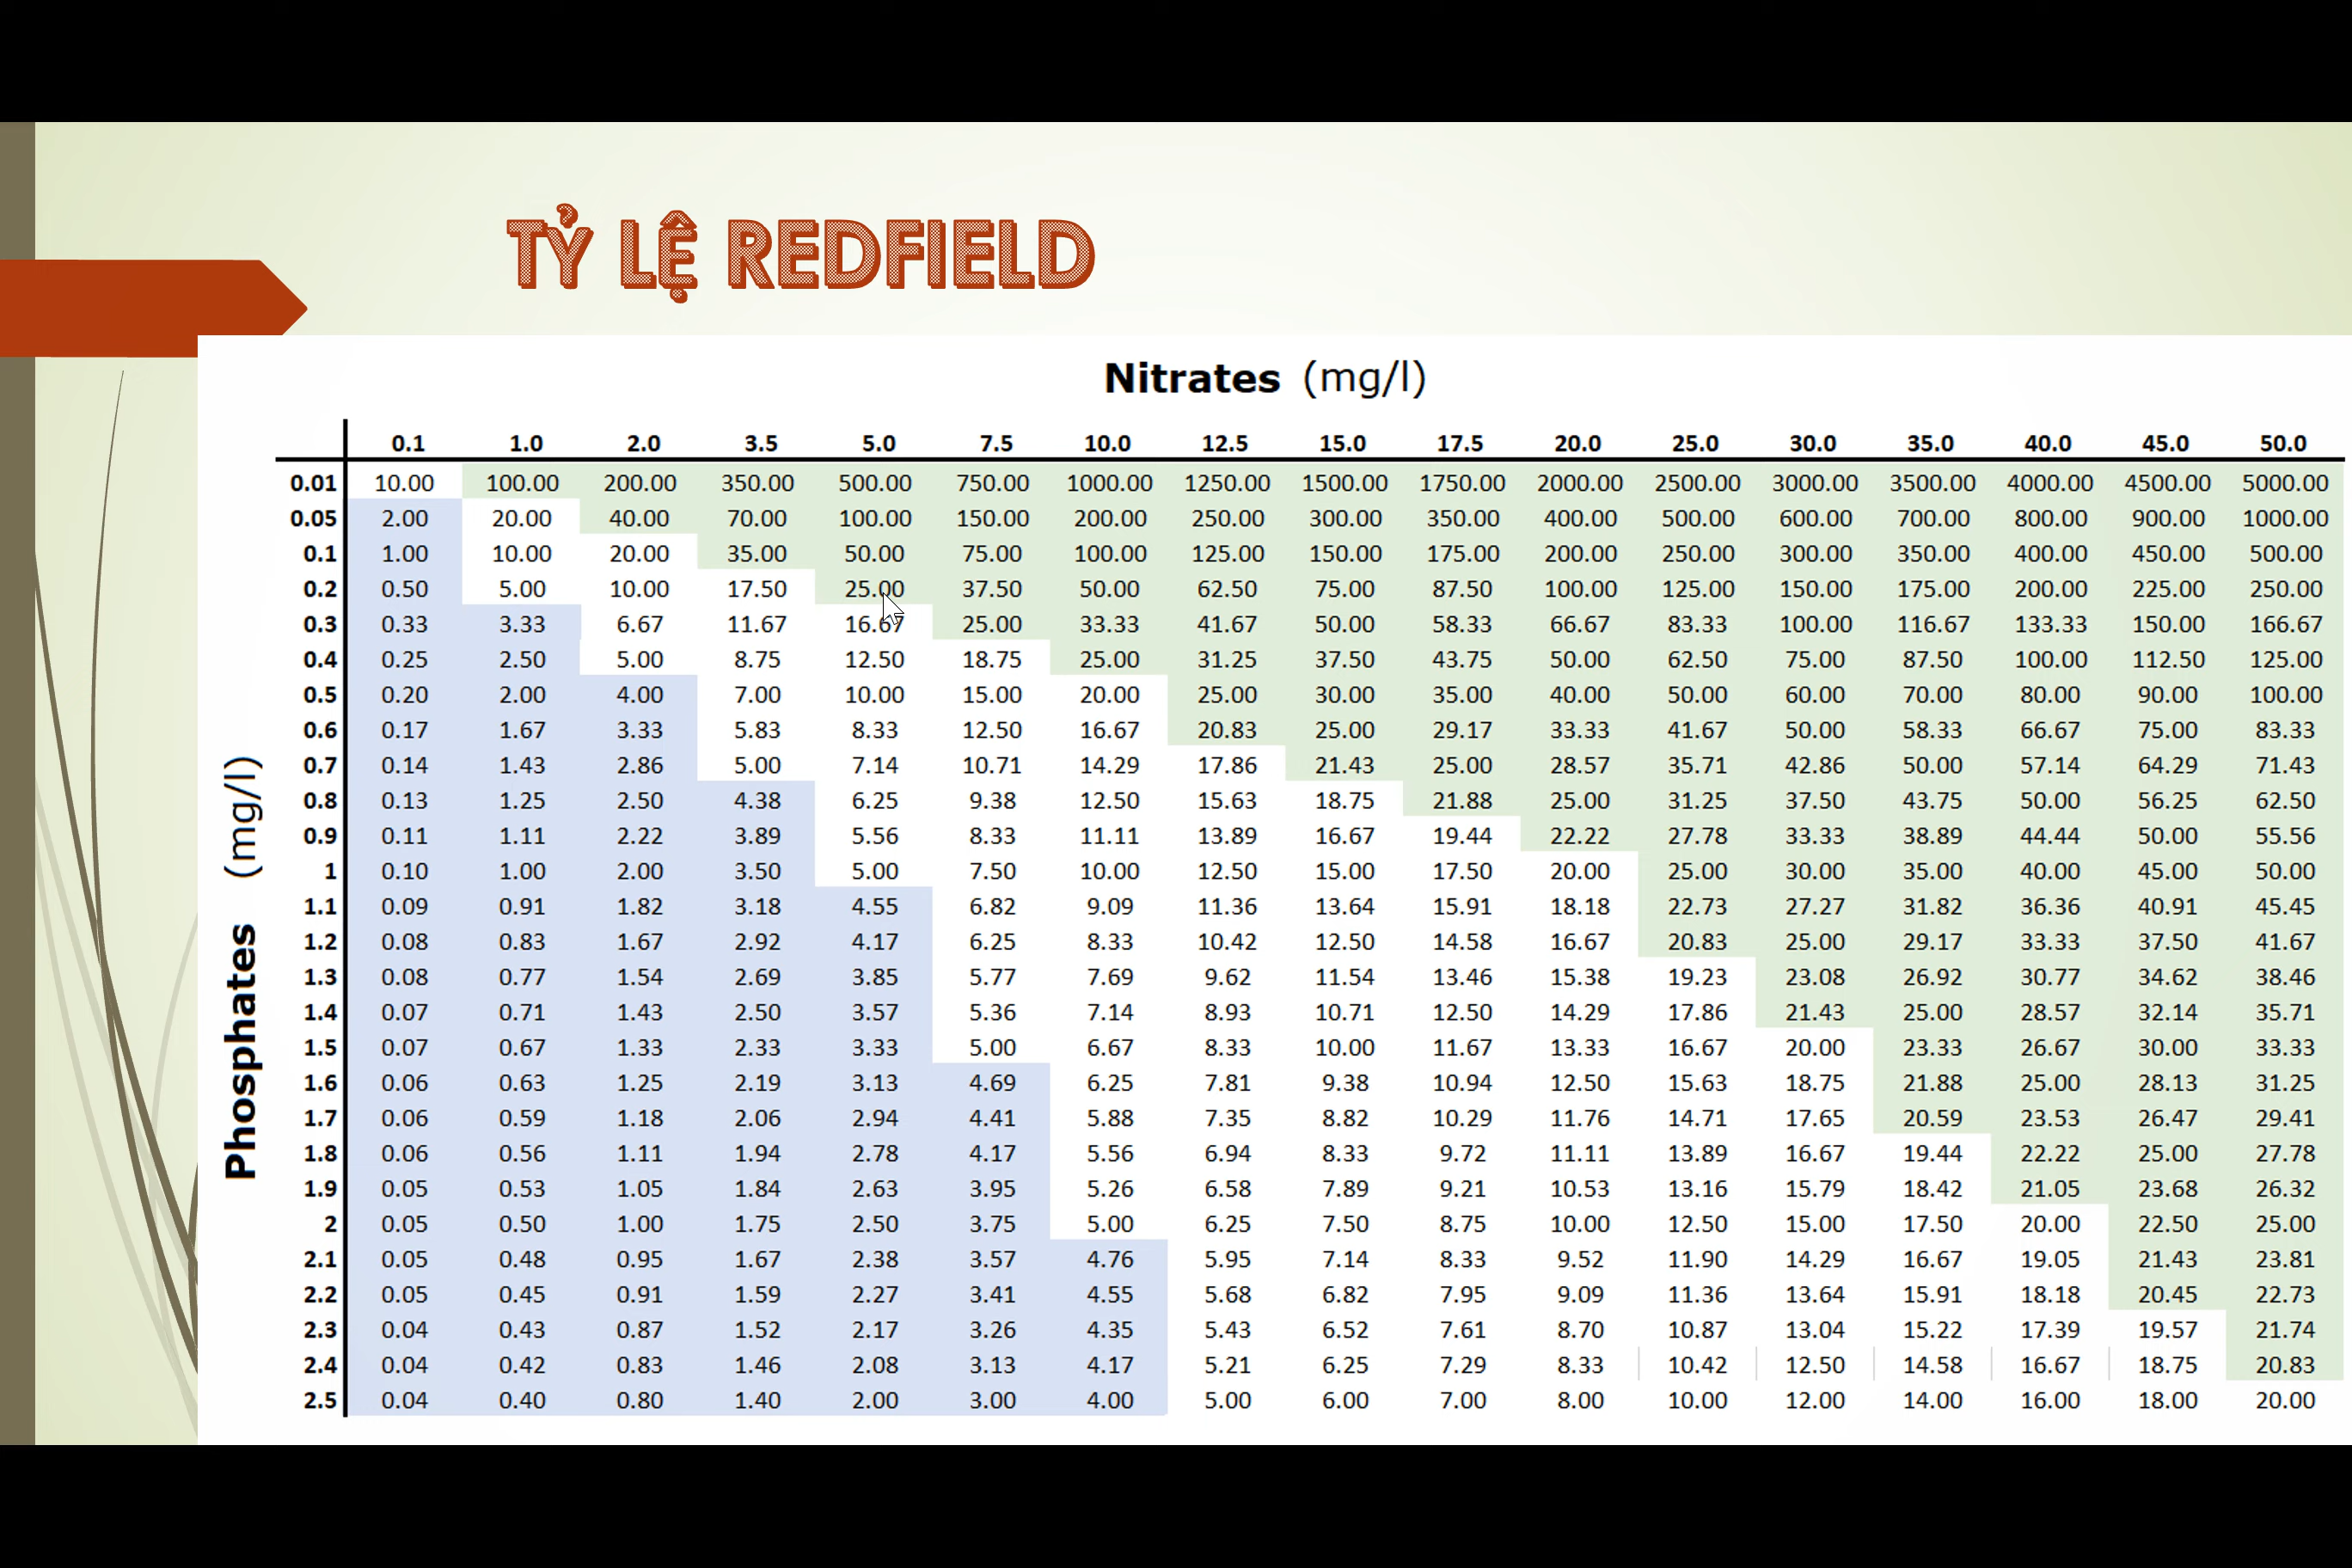 TỶ LỆ REDFIELD
Nitrates (mg/l)
0.1 1.0 2.0 3.5 5.0 7.5 10.0 12.5 15.0 17.5 20.0 25.0 30.0 35.0 40.0 45.0 50.0
Phosphates (mg/l)
0.01 10.00 100.00 200.00 350.00 500.00 750.00 1000.00 1250.00 1500.00 1750.00 2000.00 2500.00 3000.00 3500.00 4000.00 4500.00 5000.00
0.05 2.00 20.00 40.00 70.00 100.00 150.00 200.00 250.00 300.00 350.00 400.00 500.00 600.00 700.00 800.00 900.00 1000.00
0.1 1.00 10.00 20.00 35.00 50.00 75.00 100.00 125.00 150.00 175.00 200.00 250.00 300.00 350.00 400.00 450.00 500.00
0.2 0.50 5.00 10.00 17.50 25.00 37.50 50.00 62.50 75.00 87.50 100.00 125.00 150.00 175.00 200.00 225.00 250.00
0.3 0.33 3.33 6.67 11.67 16.67 25.00 33.33 41.67 50.00 58.33 66.67 83.33 100.00 116.67 133.33 150.00 166.67
0.4 0.25 2.50 5.00 8.75 12.50 18.75 25.00 31.25 37.50 43.75 50.00 62.50 75.00 87.50 100.00 112.50 125.00
0.5 0.20 2.00 4.00 7.00 10.00 15.00 20.00 25.00 30.00 35.00 40.00 50.00 60.00 70.00 80.00 90.00 100.00
0.6 0.17 1.67 3.33 5.83 8.33 12.50 16.67 20.83 25.00 29.17 33.33 41.67 50.00 58.33 66.67 75.00 83.33
0.7 0.14 1.43 2.86 5.00 7.14 10.71 14.29 17.86 21.43 25.00 28.57 35.71 42.86 50.00 57.14 64.29 71.43
0.8 0.13 1.25 2.50 4.38 6.25 9.38 12.50 15.63 18.75 21.88 25.00 31.25 37.50 43.75 50.00 56.25 62.50
0.9 0.11 1.11 2.22 3.89 5.56 8.33 11.11 13.89 16.67 19.44 22.22 27.78 33.33 38.89 44.44 50.00 55.56
1 0.10 1.00 2.00 3.50 5.00 7.50 10.00 12.50 15.00 17.50 20.00 25.00 30.00 35.00 40.00 45.00 50.00
1.1 0.09 0.91 1.82 3.18 4.55 6.82 9.09 11.36 13.64 15.91 18.18 22.73 27.27 31.82 36.36 40.91 45.45
1.2 0.08 0.83 1.67 2.92 4.17 6.25 8.33 10.42 12.50 14.58 16.67 20.83 25.00 29.17 33.33 37.50 41.67
1.3 0.08 0.77 1.54 2.69 3.85 5.77 7.69 9.62 11.54 13.46 15.38 19.23 23.08 26.92 30.77 34.62 38.46
1.4 0.07 0.71 1.43 2.50 3.57 5.36 7.14 8.93 10.71 12.50 14.29 17.86 21.43 25.00 28.57 32.14 35.71
1.5 0.07 0.67 1.33 2.33 3.33 5.00 6.67 8.33 10.00 11.67 13.33 16.67 20.00 23.33 26.67 30.00 33.33
1.6 0.06 0.63 1.25 2.19 3.13 4.69 6.25 7.81 9.38 10.94 12.50 15.63 18.75 21.88 25.00 28.13 31.25
1.7 0.06 0.59 1.18 2.06 2.94 4.41 5.88 7.35 8.82 10.29 11.76 14.71 17.65 20.59 23.53 26.47 29.41
1.8 0.06 0.56 1.11 1.94 2.78 4.17 5.56 6.94 8.33 9.72 11.11 13.89 16.67 19.44 22.22 25.00 27.78
1.9 0.05 0.53 1.05 1.84 2.63 3.95 5.26 6.58 7.89 9.21 10.53 13.16 15.79 18.42 21.05 23.68 26.32
2 0.05 0.50 1.00 1.75 2.50 3.75 5.00 6.25 7.50 8.75 10.00 12.50 15.00 17.50 20.00 22.50 25.00
2.1 0.05 0.48 0.95 1.67 2.38 3.57 4.76 5.95 7.14 8.33 9.52 11.90 14.29 16.67 19.05 21.43 23.81
2.2 0.05 0.45 0.91 1.59 2.27 3.41 4.55 5.68 6.82 7.95 9.09 11.36 13.64 15.91 18.18 20.45 22.73
2.3 0.04 0.43 0.87 1.52 2.17 3.26 4.35 5.43 6.52 7.61 8.70 10.87 13.04 15.22 17.39 19.57 21.74
2.4 0.04 0.42 0.83 1.46 2.08 3.13 4.17 5.21 6.25 7.29 8.33 10.42 12.50 14.58 16.67 18.75 20.83
2.5 0.04 0.40 0.80 1.40 2.00 3.00 4.00 5.00 6.00 7.00 8.00 10.00 12.00 14.00 16.00 18.00 20.00